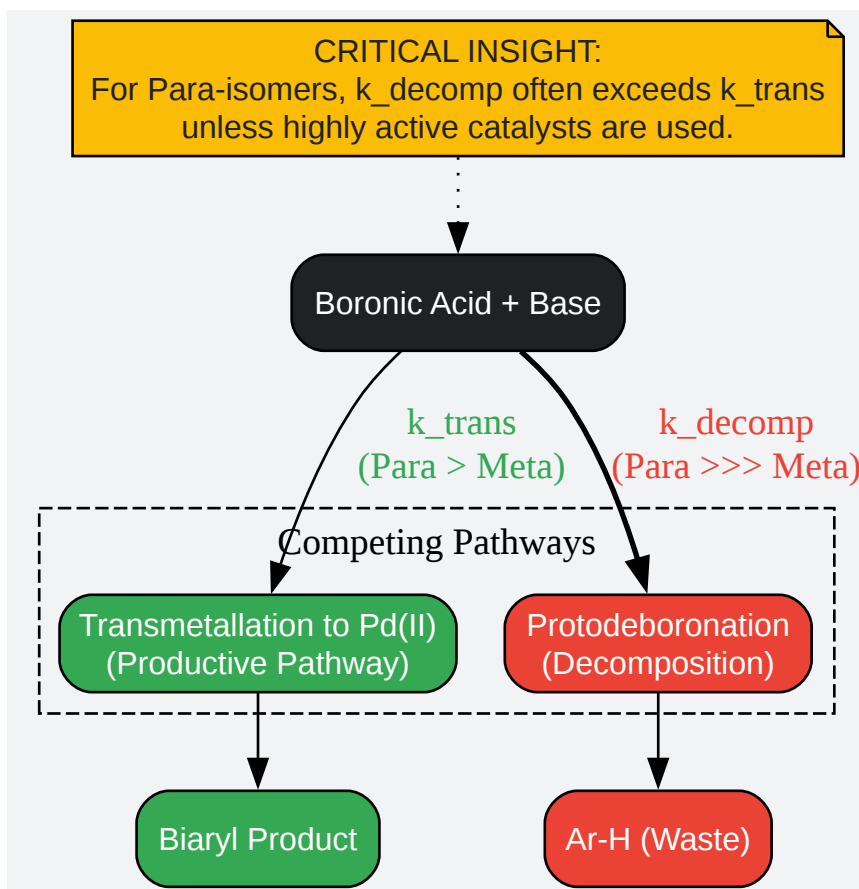 CRITICAL INSIGHT:
For Para-isomers, k_decomp often exceeds k_trans
unless highly active catalysts are used.
Boronic Acid + Base
k_trans
(Para > Meta)
k_decomp
(Para >>> Meta)
Competing Pathways
Transmetallation to Pd(II)
(Productive Pathway)
Protodeboronation
(Decomposition)
Biaryl Product
Ar-H (Waste)